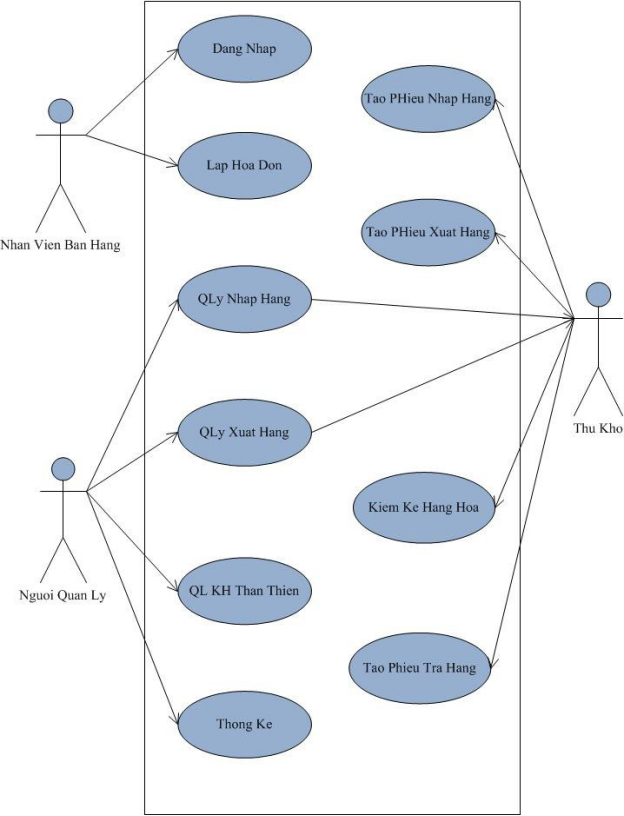 Dang Nhap
Tao PHieu Nhap Hang
Lap Hoa Don
Nhan Vien Ban Hang
Tao PHieu Xuat Hang
QLy Nhap Hang
Thu Kho
QLy Xuat Hang
Kiem Ke Hang Hoa
QL KH Than Thien
Nguoi Quan Ly
Tao Phieu Tra Hang
Thong Ke